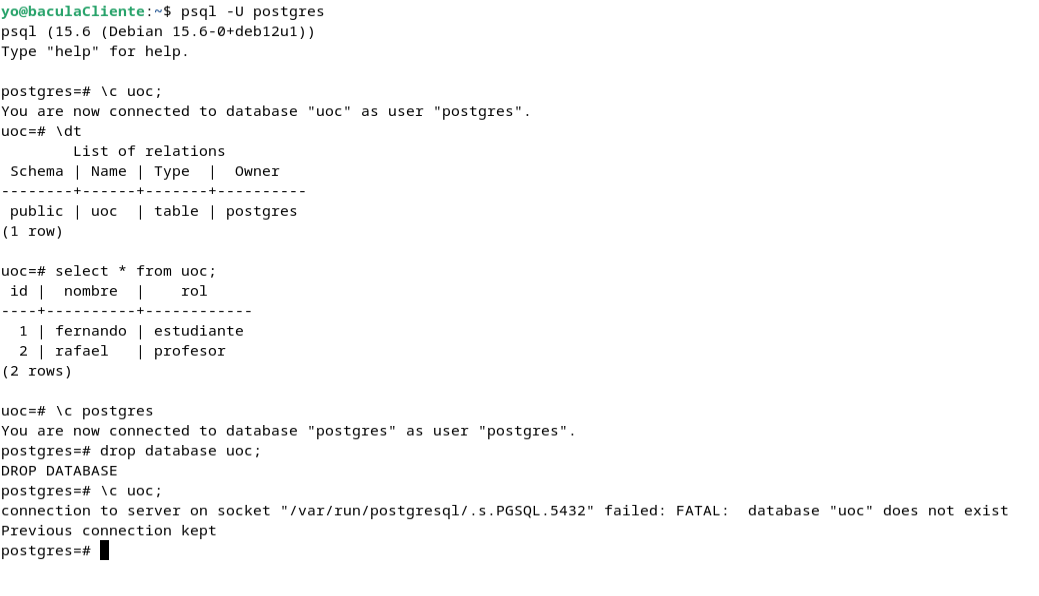 yo@baculaCliente:~$ psql -U postgres
psql (15.6 (Debian 15.6-0+deb12u1))
Type "help" for help.

postgres=# \c uoc;
You are now connected to database "uoc" as user "postgres".
uoc=# \dt
        List of relations
 Schema | Name | Type  |  Owner
--------+------+-------+----------
 public | uoc  | table | postgres
(1 row)

uoc=# select * from uoc;
 id |  nombre  |    rol
----+----------+------------
  1 | fernando | estudiante
  2 | rafael   | profesor
(2 rows)

uoc=# \c postgres
You are now connected to database "postgres" as user "postgres".
postgres=# drop database uoc;
DROP DATABASE
postgres=# \c uoc;
connection to server on socket "/var/run/postgresql/.s.PGSQL.5432" failed: FATAL:  database "uoc" does not exist
Previous connection kept
postgres=#